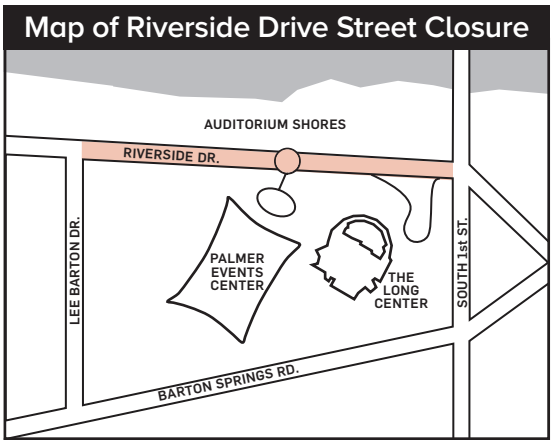 Map of Riverside Drive Street Closure
AUDITORIUM SHORES
RIVERSIDE DR.
LEE BARTON DR.
PALMER
EVENTS
CENTER
THE
LONG
CENTER
SOUTH 1st ST.
BARTON SPRINGS RD.